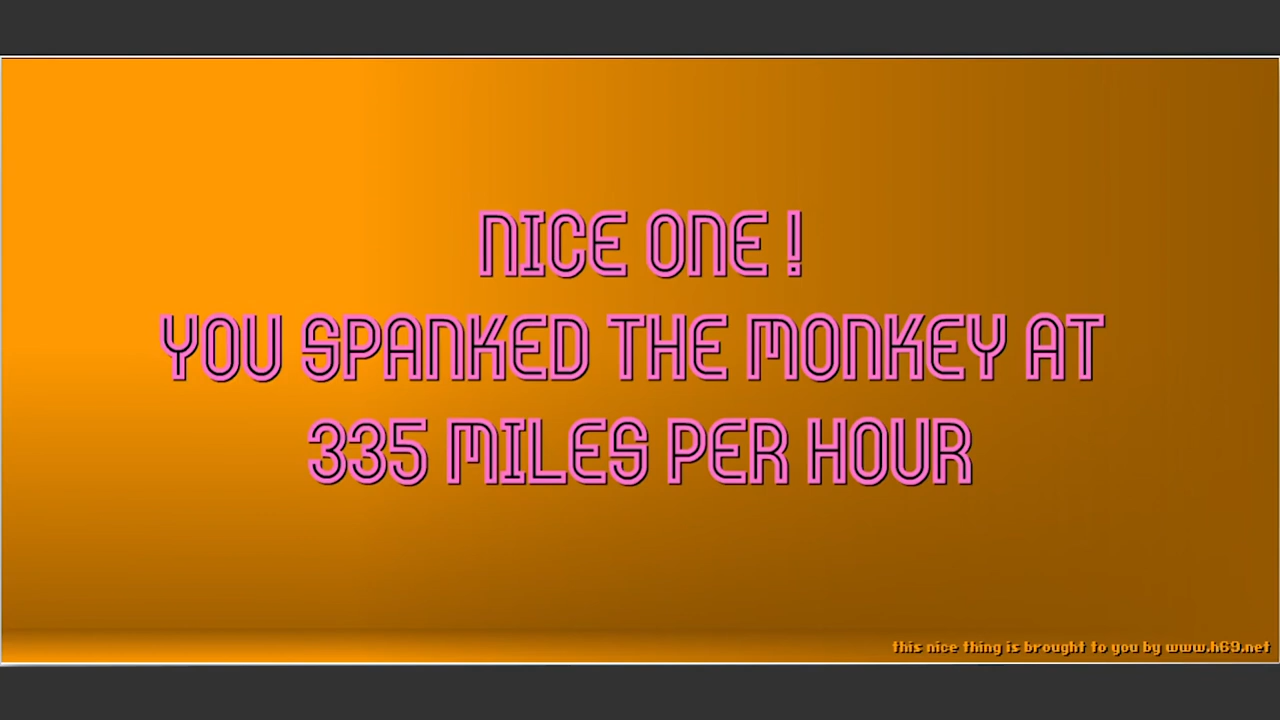 NICE ONE !
YOU SPANKED THE MONKEY AT
335 MILES PER HOUR
this nice thing is brought to you by www.h69.net